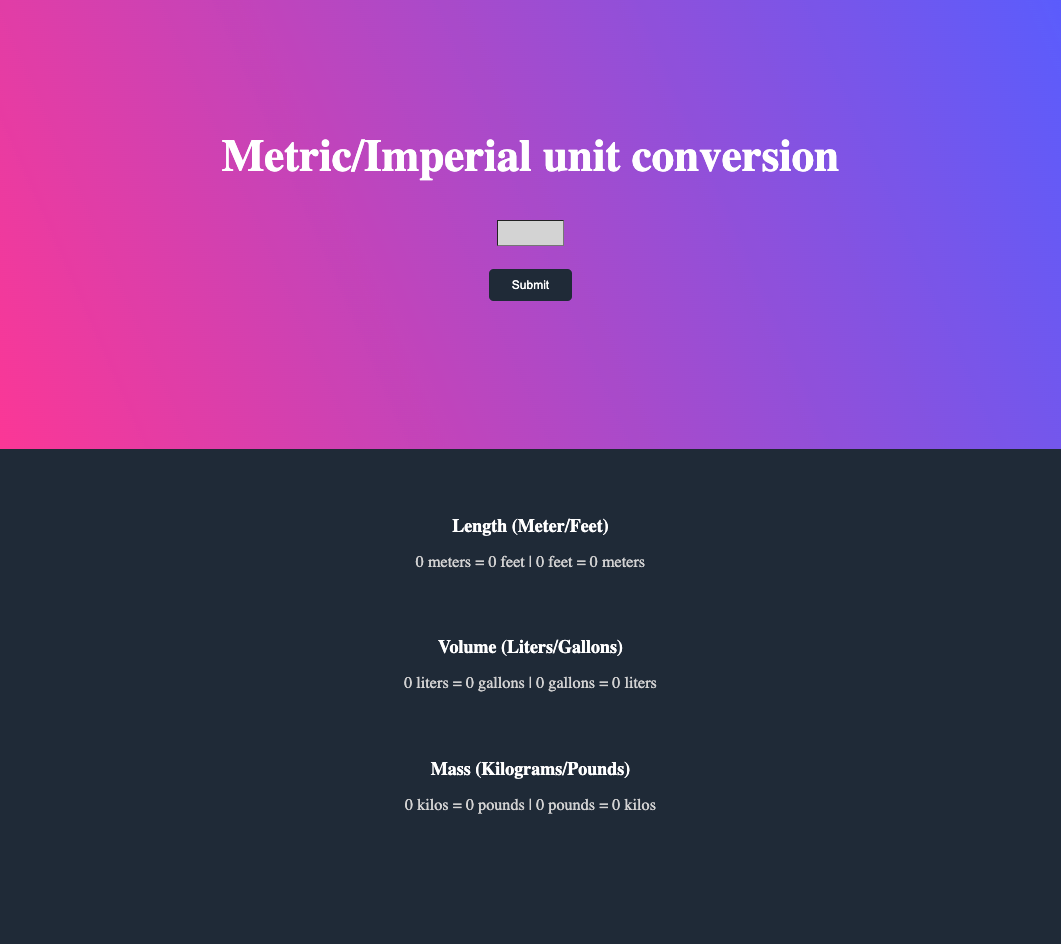 Metric/Imperial unit conversion
Submit
Length (Meter/Feet)
0 meters = 0 feet | 0 feet = 0 meters
Volume (Liters/Gallons)
0 liters = 0 gallons | 0 gallons = 0 liters
Mass (Kilograms/Pounds)
0 kilos = 0 pounds | 0 pounds = 0 kilos